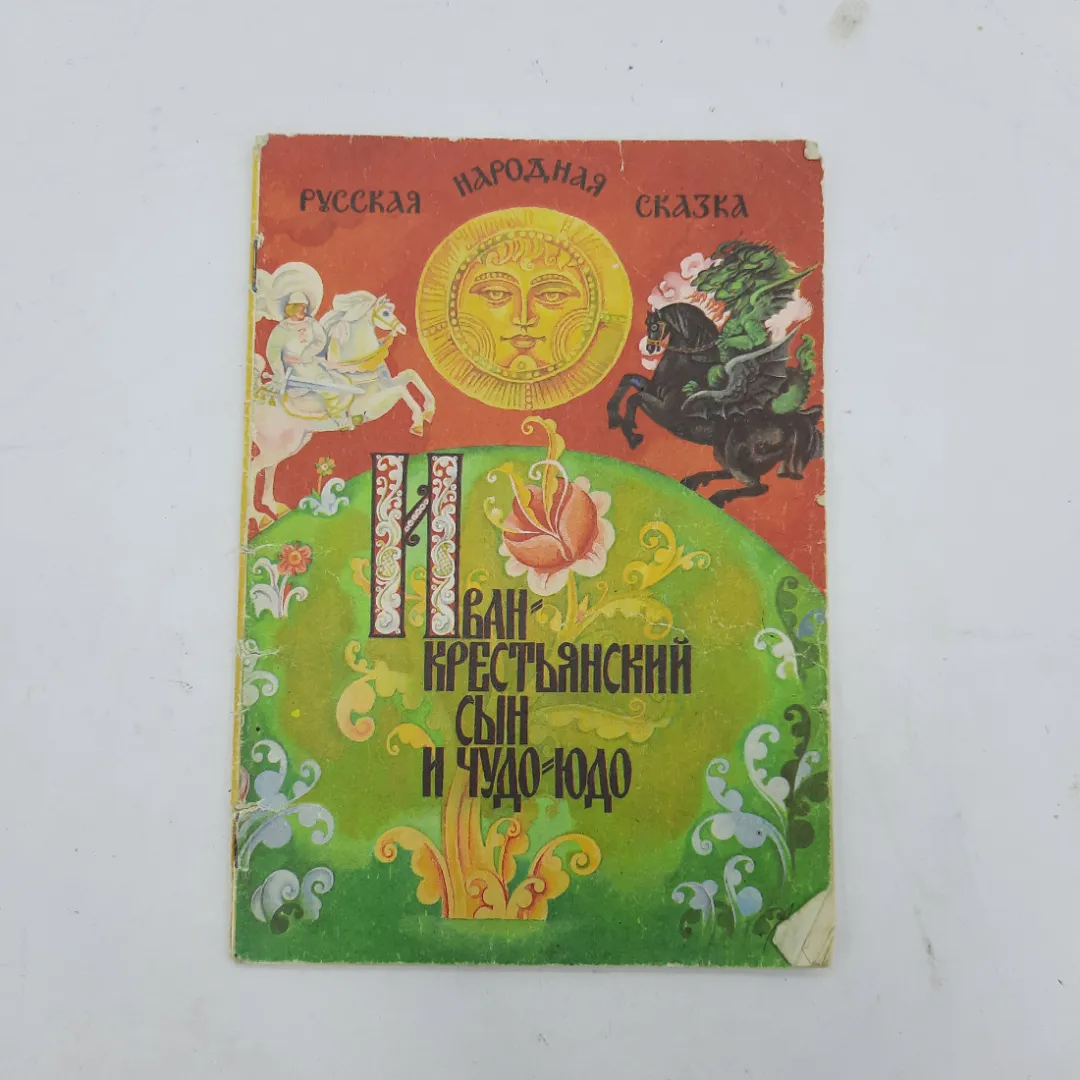 Русская народная сказка
Иван-
крестьянский
сын
и чудо-юдо